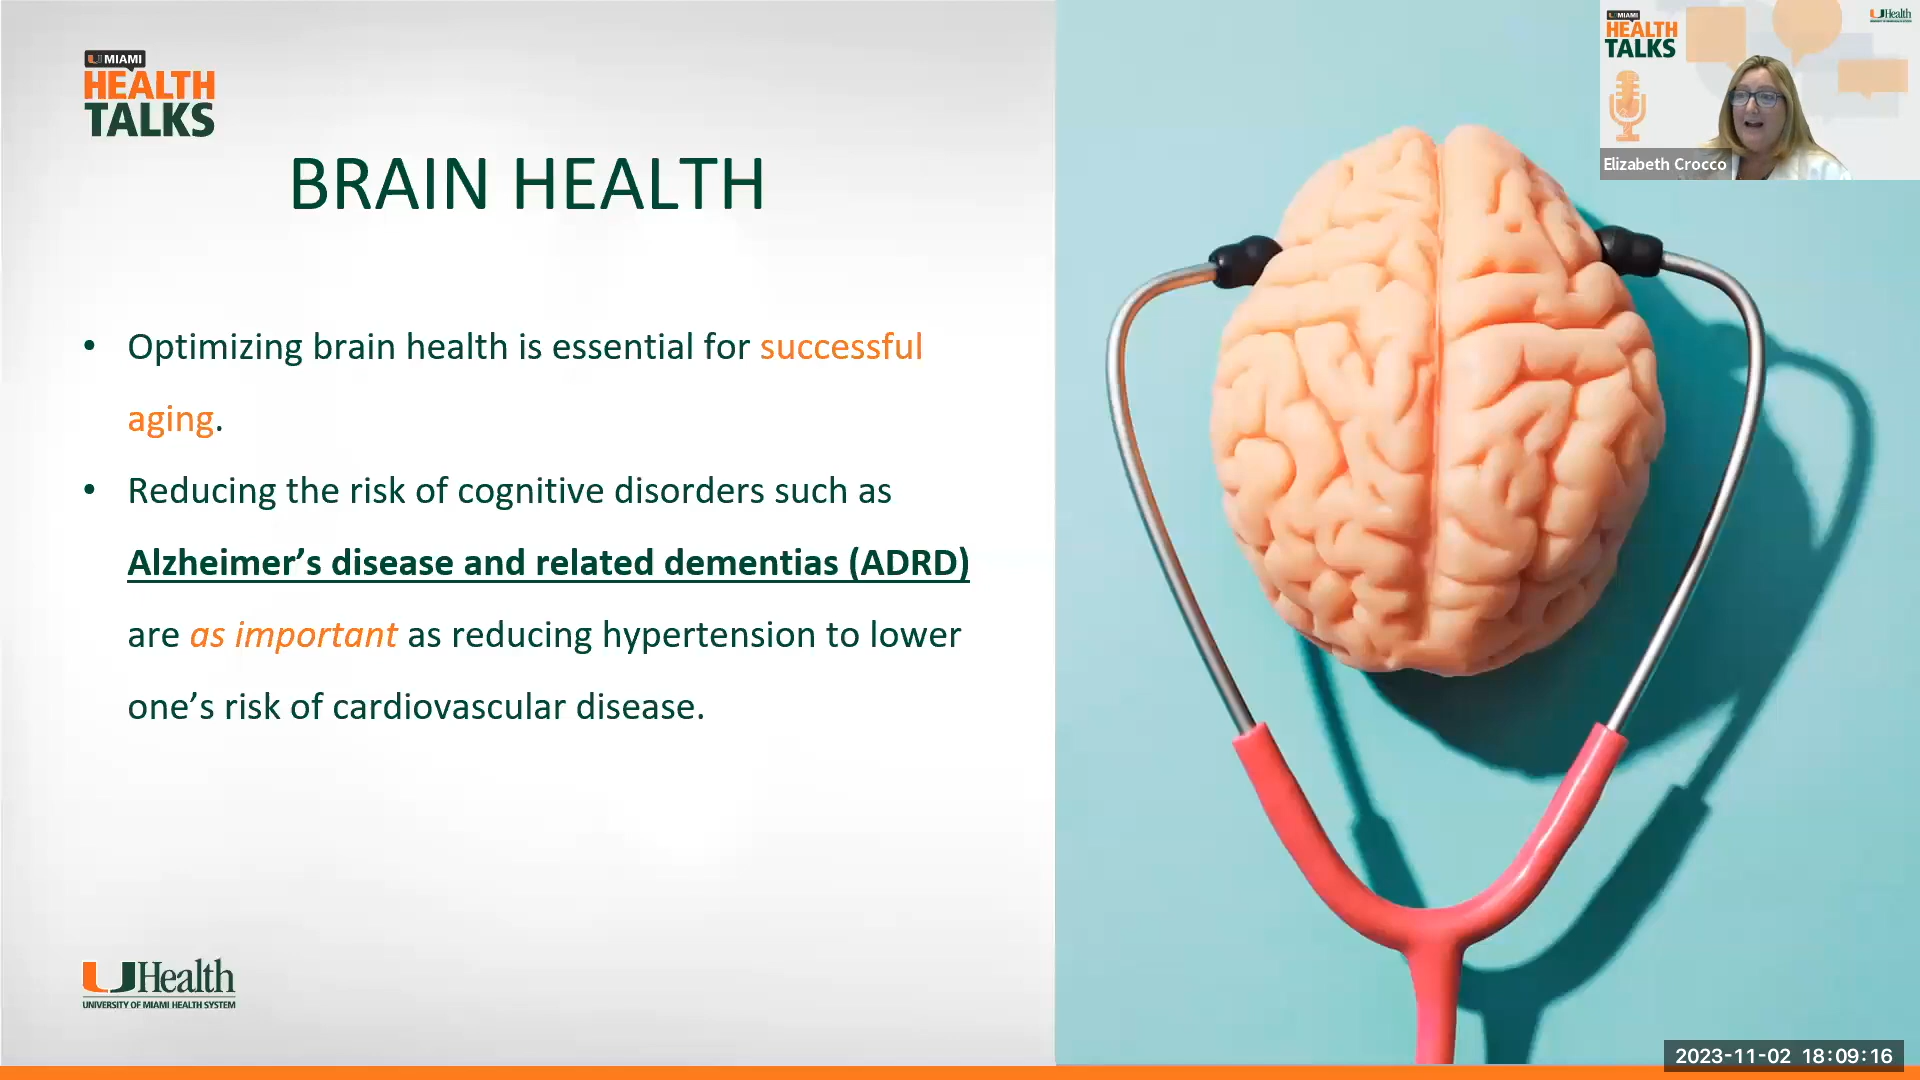 U MIAMI
HEALTH
TALKS
BRAIN HEALTH
• Optimizing brain health is essential for successful
aging.
• Reducing the risk of cognitive disorders such as
Alzheimer’s disease and related dementias (ADRD)
are as important as reducing hypertension to lower
one’s risk of cardiovascular disease.
UHealth
UNIVERSITY OF MIAMI HEALTH SYSTEM
U MIAMI
HEALTH
TALKS
UHealth
Elizabeth Crocco
2023-11-02 18:09:16